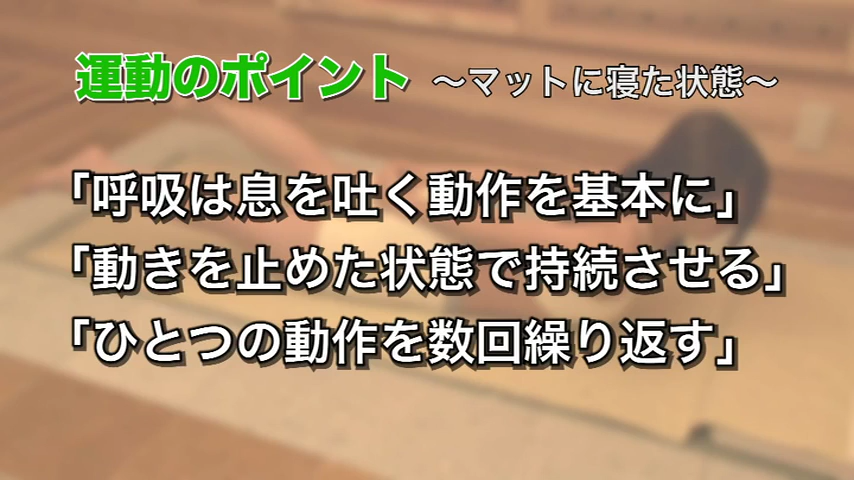 運動のポイント ～マットに寝た状態～
「呼吸は息を吐く動作を基本に」
「動きを止めた状態で持続させる」
「ひとつの動作を数回繰り返す」